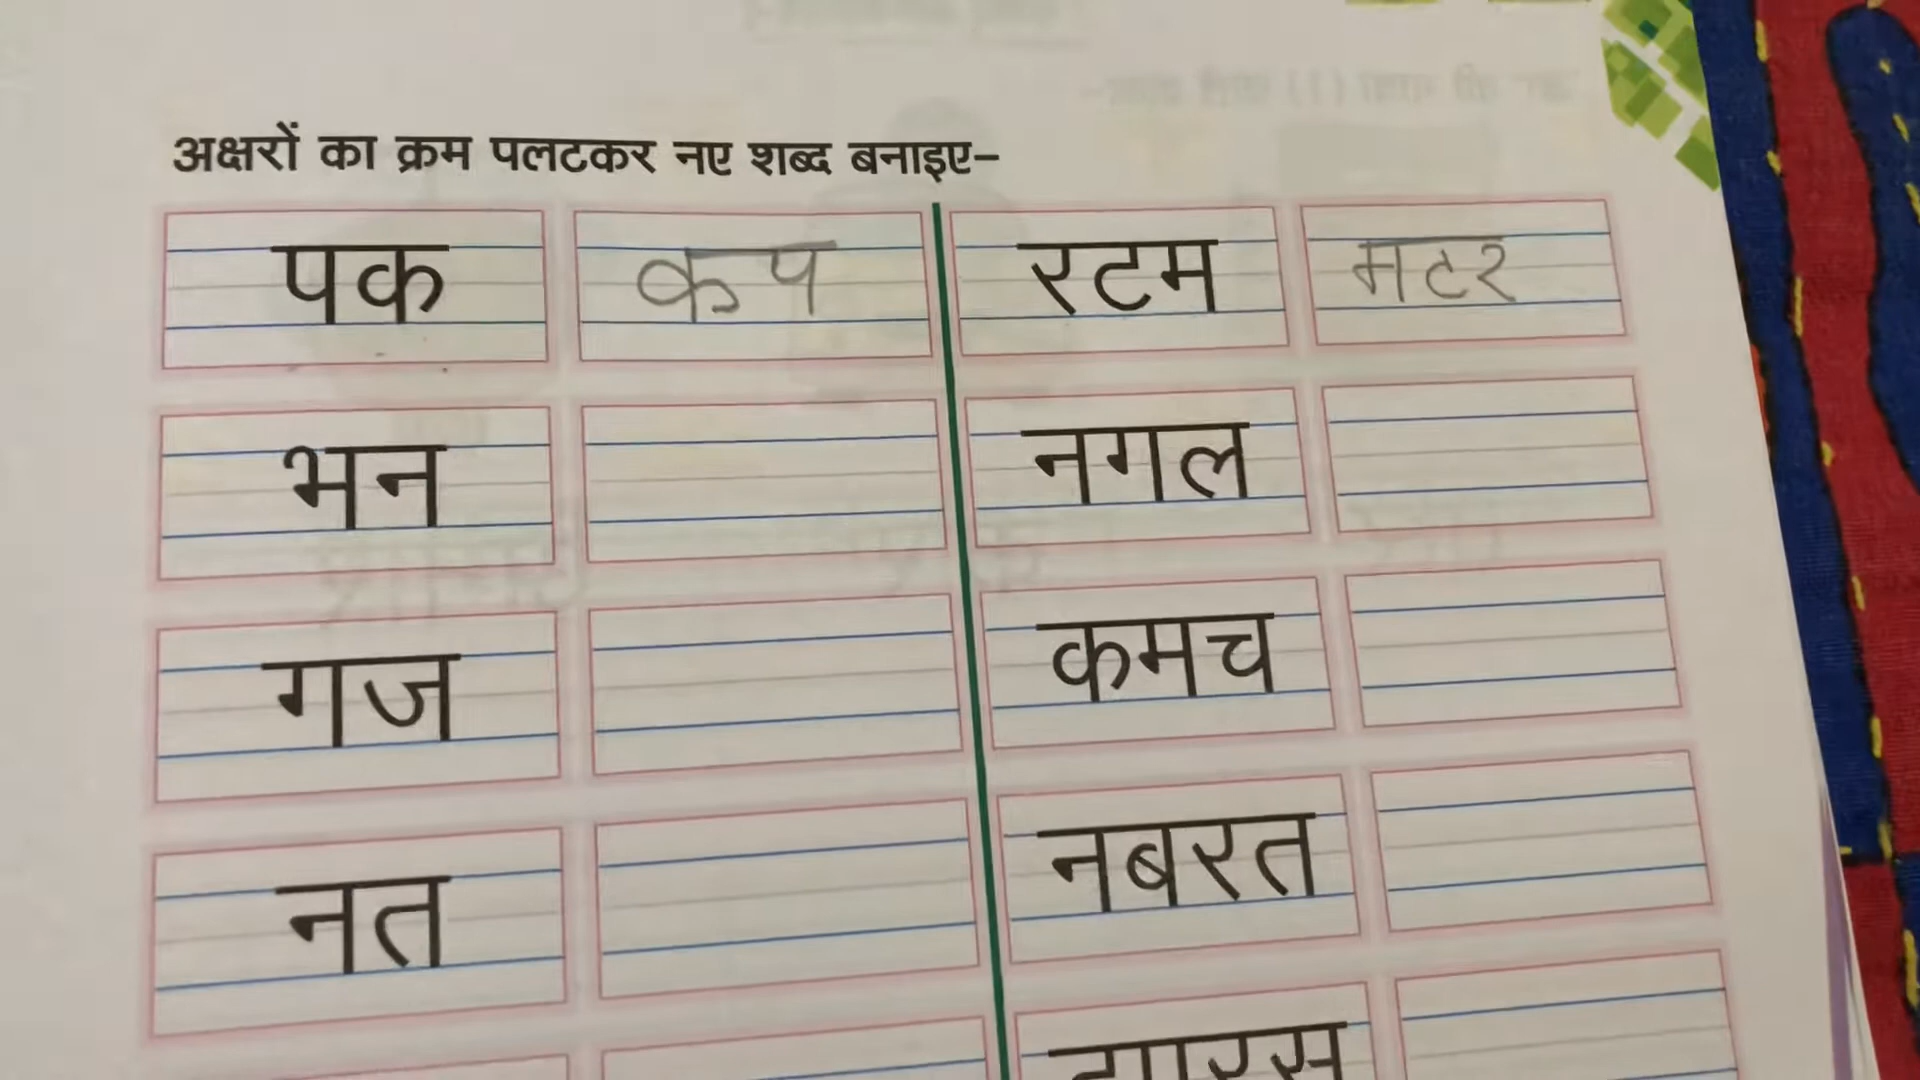 अक्षरों का क्रम पलटकर नए शब्द बनाइए-
पक कप रटम मटर
भन नगल
गज कमच
नत नबरत